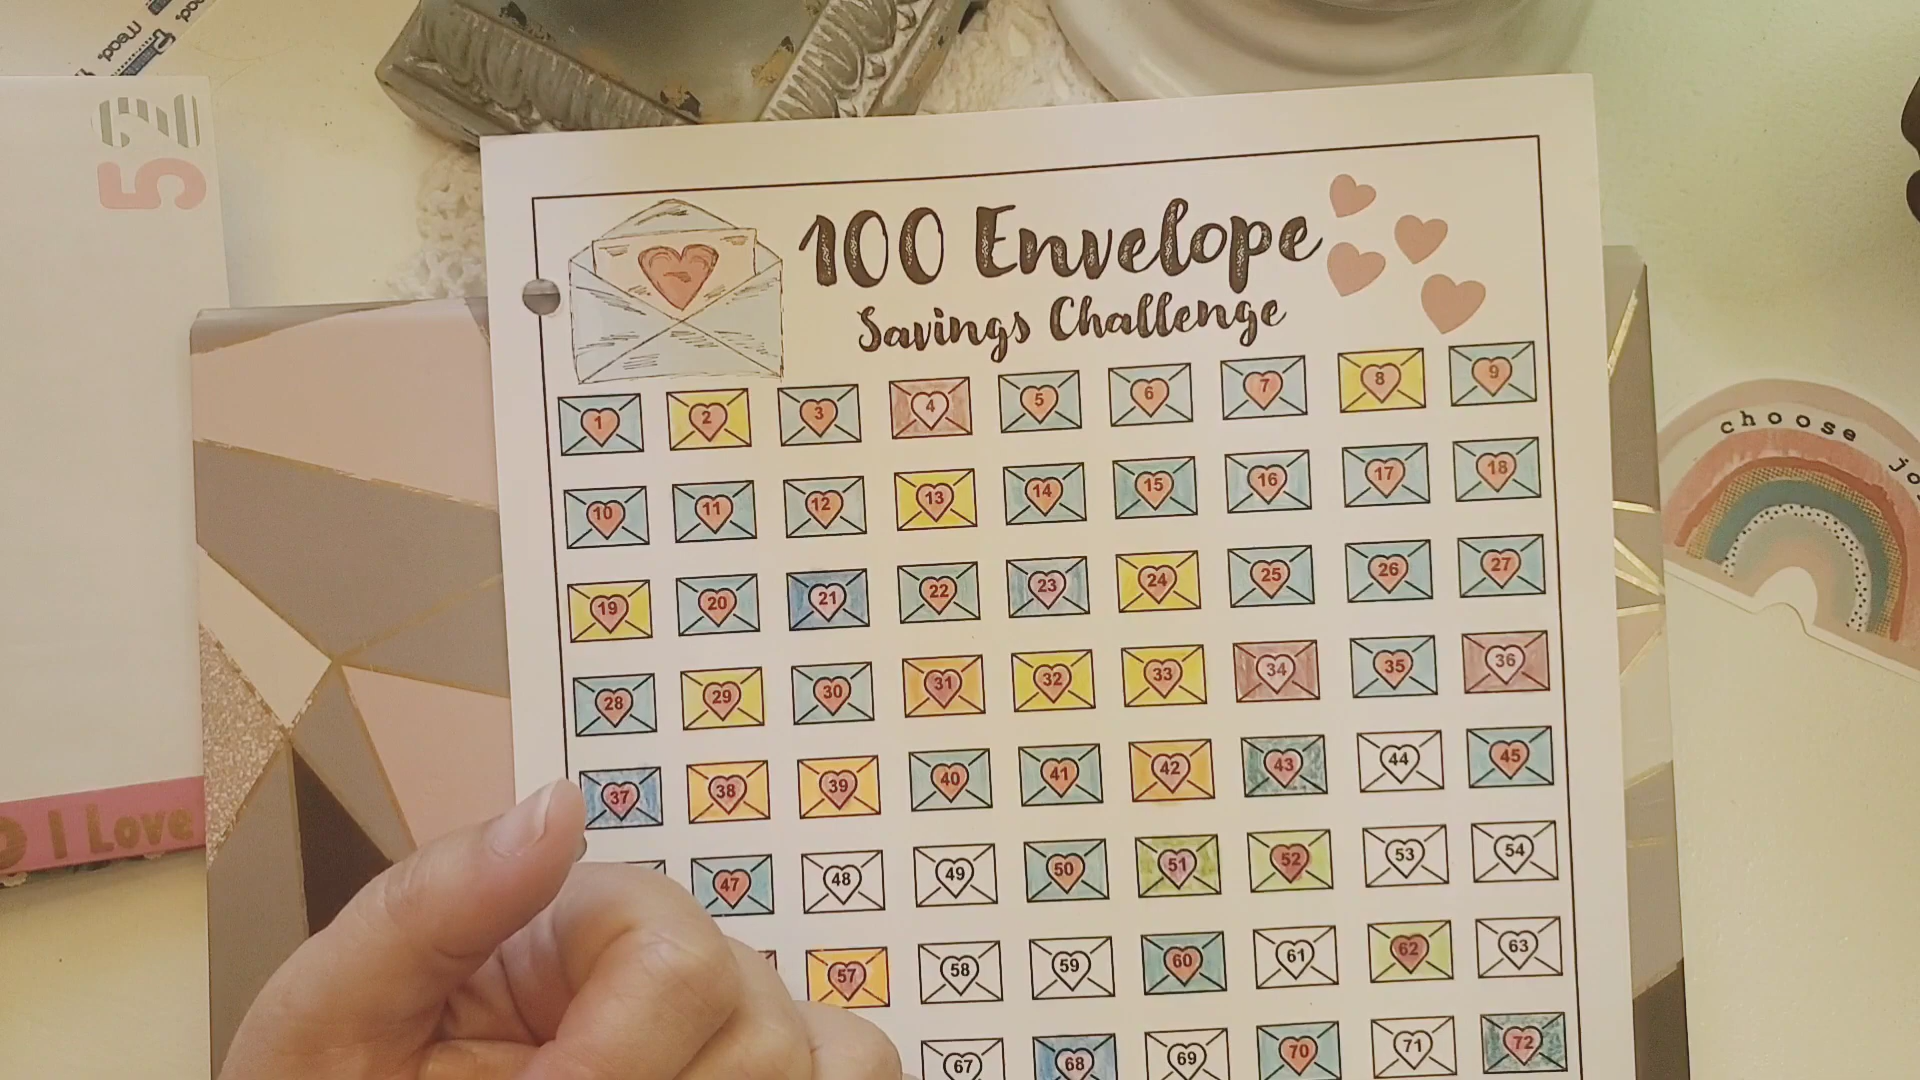 Mead.
Mead.
52
100 Envelope
Savings Challenge
choose
1 2 3 4 5 6 7 8 9
10 11 12 13 14 15 16 17 18
19 20 21 22 23 24 25 26 27
28 29 30 31 32 33 34 35 36
37 38 39 40 41 42 43 44 45
47 48 49 50 51 52 53 54
57 58 59 60 61 62 63
67 68 69 70 71 72
I Love